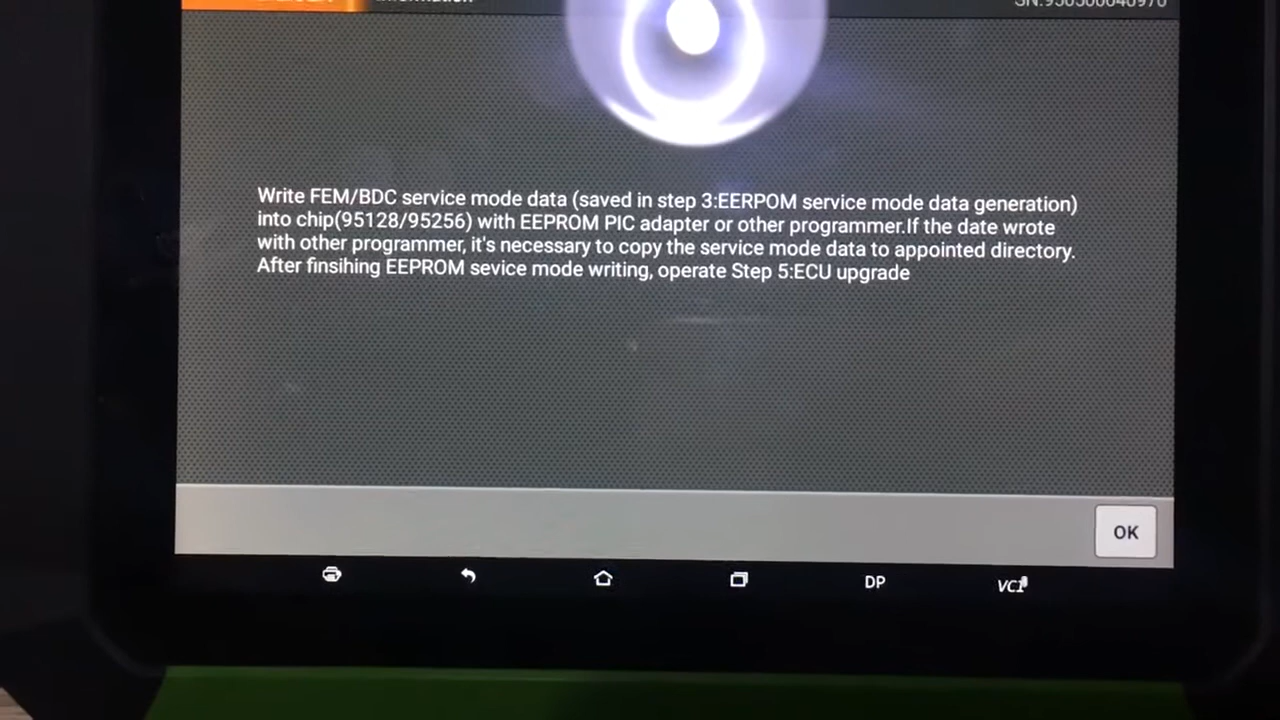 Information
Write FEM/BDC service mode data (saved in step 3:EERPOM service mode data generation)
into chip(95128/95256) with EEPROM PIC adapter or other programmer.If the date wrote
with other programmer, it's necessary to copy the service mode data to appointed directory.
After finsihing EEPROM sevice mode writing, operate Step 5:ECU upgrade
OK
DP
VCI